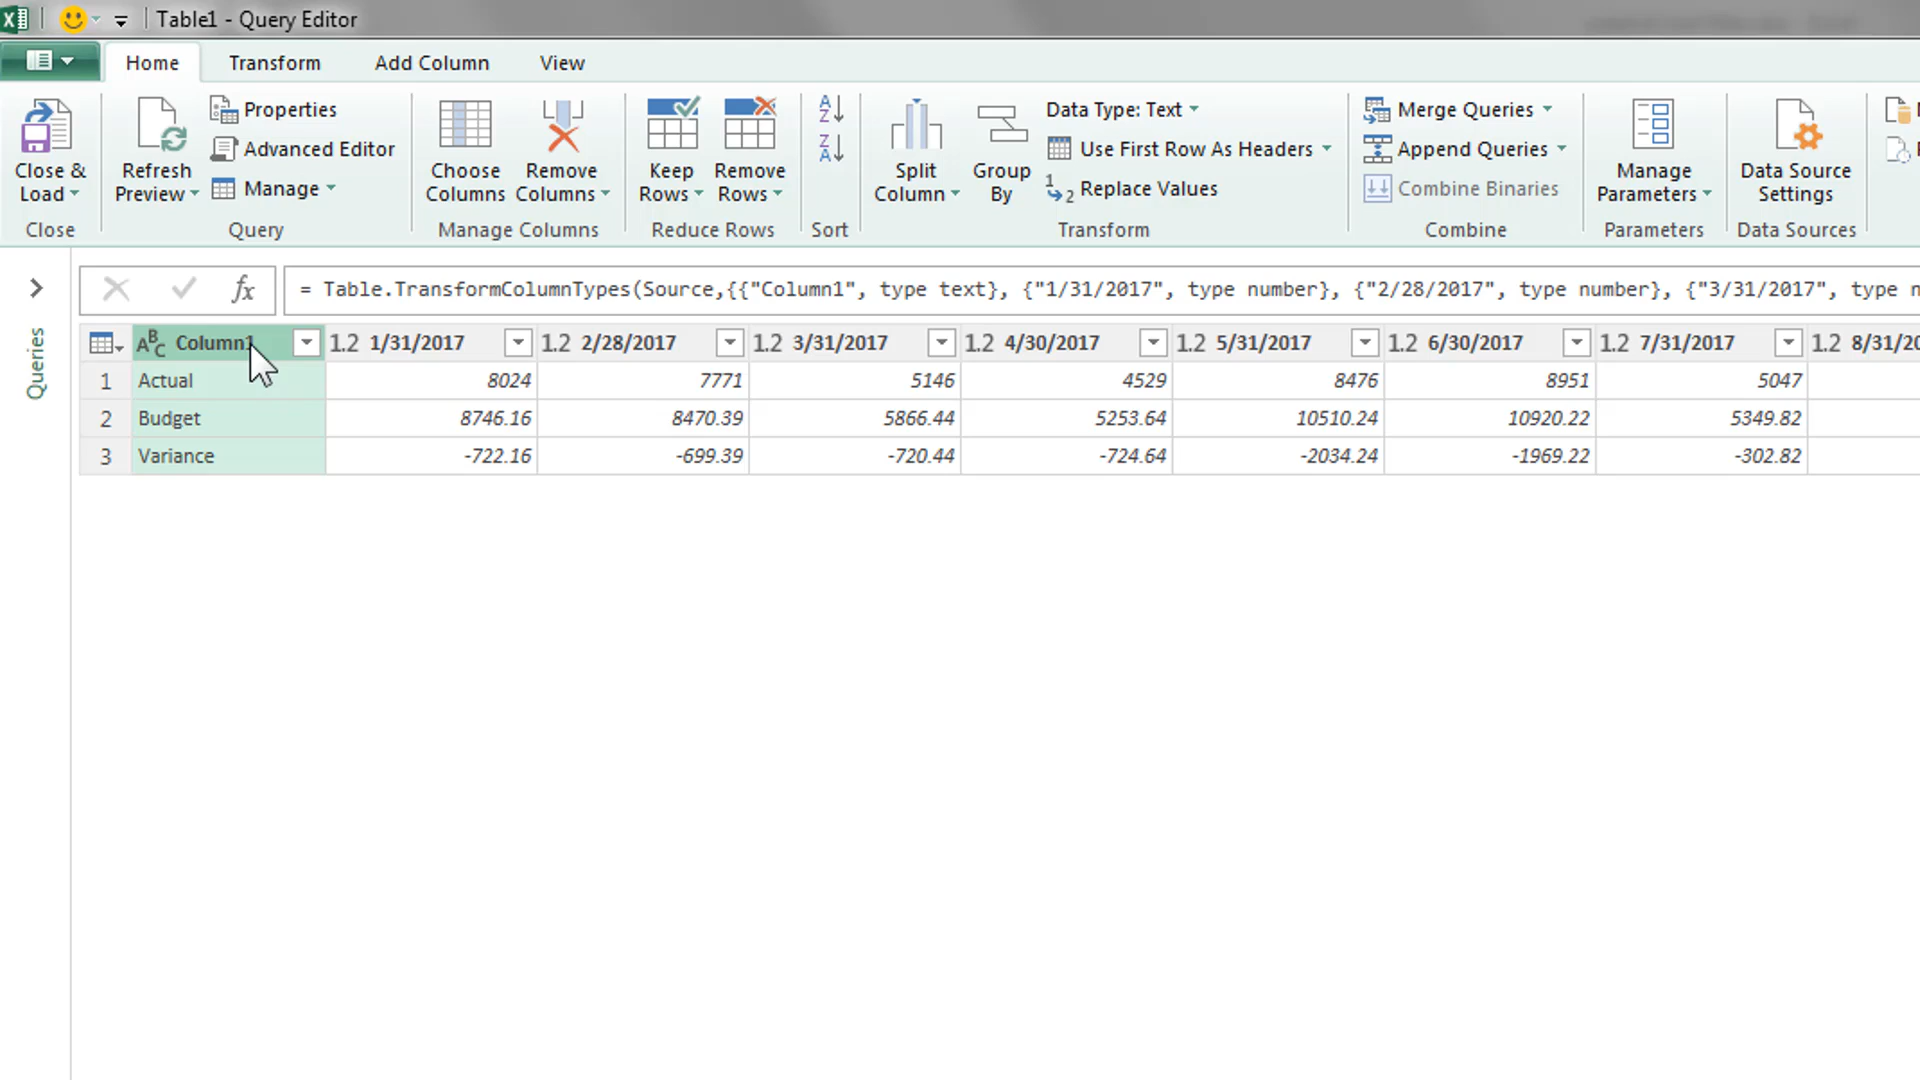 Table1 - Query Editor
Home Transform Add Column View
Close & Load
Refresh Preview
Properties
Advanced Editor
Manage
Choose Columns
Remove Columns
Keep Rows
Remove Rows
Split Column
Group By
Data Type: Text
Use First Row As Headers
Replace Values
Merge Queries
Append Queries
Combine Binaries
Manage Parameters
Data Source Settings
Close Query Manage Columns Reduce Rows Sort Transform Combine Parameters Data Sources
= Table.TransformColumnTypes(Source,{{"Column1", type text}, {"1/31/2017", type number}, {"2/28/2017", type number}, {"3/31/2017", type n
Queries
Column1 1.2 1/31/2017 1.2 2/28/2017 1.2 3/31/2017 1.2 4/30/2017 1.2 5/31/2017 1.2 6/30/2017 1.2 7/31/2017 1.2 8/31/20
1 Actual 8024 7771 5146 4529 8476 8951 5047
2 Budget 8746.16 8470.39 5866.44 5253.64 10510.24 10920.22 5349.82
3 Variance -722.16 -699.39 -720.44 -724.64 -2034.24 -1969.22 -302.82